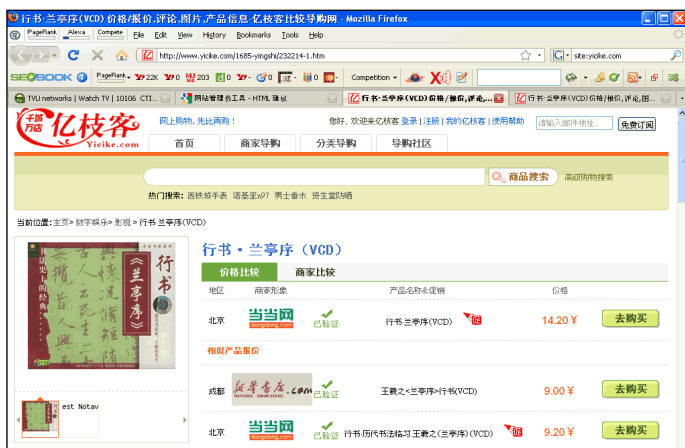 行书·兰亭序(VCD) 价格/报价,评论,图片,产品信息-亿枝客比较导购网 - Mozilla Firefox
PageRank Alexa Compete File Edit View History Bookmarks Tools Help
http://www.yicike.com/1685-yingshi/232214-1.htm site:yicike.com
SEOBOOK PageRank 22K 0 203 0 0 0 Competition
TVU networks | Watch TV | 10106 CTI... 网站管理员工具 - HTML 建议 行书·兰亭序(VCD) 价格/报价,评论,... 行书·兰亭序(VCD) 价格/报价,评论,图...
千城万店 亿枝客 Yicike.com
网上购物, 先比再购! 您好, 欢迎来亿枝客 登录 | 注册 | 我的亿枝客 | 使用帮助 请输入邮件地址... 免费订阅
首页 商家导购 分类导购 导购社区
商品搜索 高级购物搜索
热门搜索: 西铁城手表 诺基亚n97 男士香水 资生堂防晒
当前位置:主页> 数字娱乐> 影视 > 行书·兰亭序(VCD)
行书·兰亭序 (VCD)
价格比较 商家比较
地区 商家形象 产品名称&促销 价格
北京 当当网 dangdang.com 已验证 行书·兰亭序(VCD) 14.20 ¥ 去购买
相似产品报价
成都 新华书店.com 已验证 王羲之<兰亭序>行书(VCD) 9.00 ¥ 去购买
北京 当当网 dangdang.com 已验证 行书·历代书法临习·王羲之(兰亭序)(VCD) 9.20 ¥ 去购买
行书
《兰亭序》
书法史上的经典
est Notav